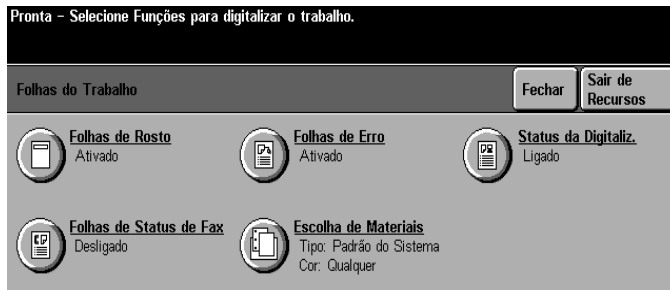 Pronta - Selecione Funções para digitalizar o trabalho.
Folhas do Trabalho
Fechar
Sair de
Recursos
Folhas de Rosto
Ativado
Folhas de Erro
Ativado
Status da Digitaliz.
Ligado
Folhas de Status de Fax
Desligado
Escolha de Materiais
Tipo: Padrão do Sistema
Cor: Qualquer